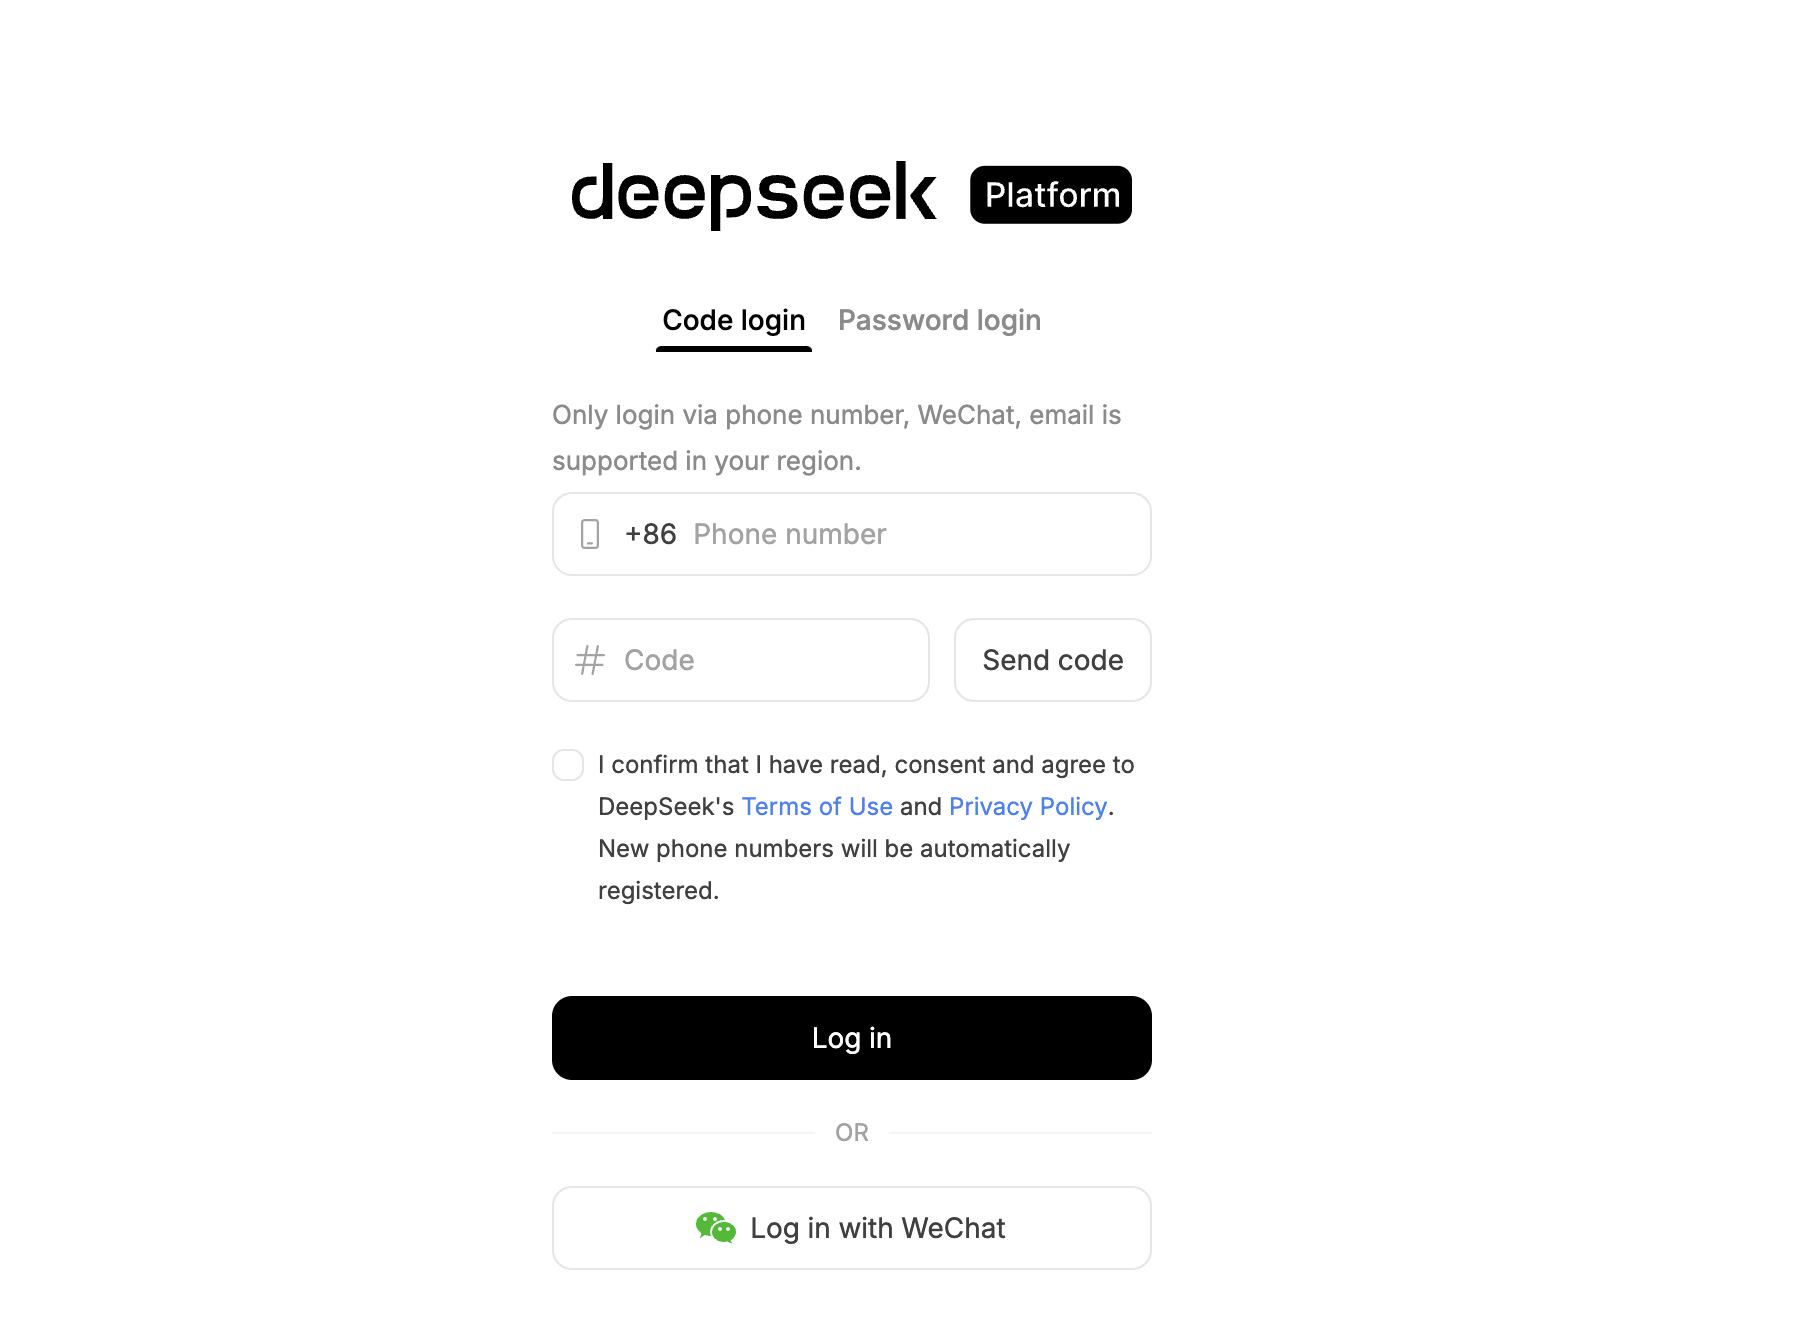 deepseek Platform
Code login Password login
Only login via phone number, WeChat, email is
supported in your region.
+86 Phone number
Code Send code
I confirm that I have read, consent and agree to
DeepSeek's Terms of Use and Privacy Policy.
New phone numbers will be automatically
registered.
Log in
OR
Log in with WeChat